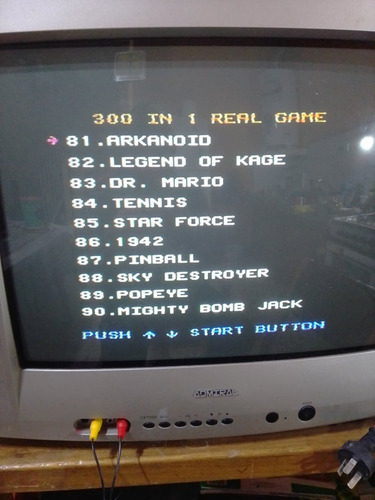 300 IN 1 REAL GAME
81.ARKANOID
82.LEGEND OF KAGE
83.DR. MARIO
84.TENNIS
85.STAR FORCE
86.1942
87.PINBALL
88.SKY DESTROYER
89.POPEYE
90.MIGHTY BOMB JACK
PUSH ↑ ↓ START BUTTON
ADMIRAL